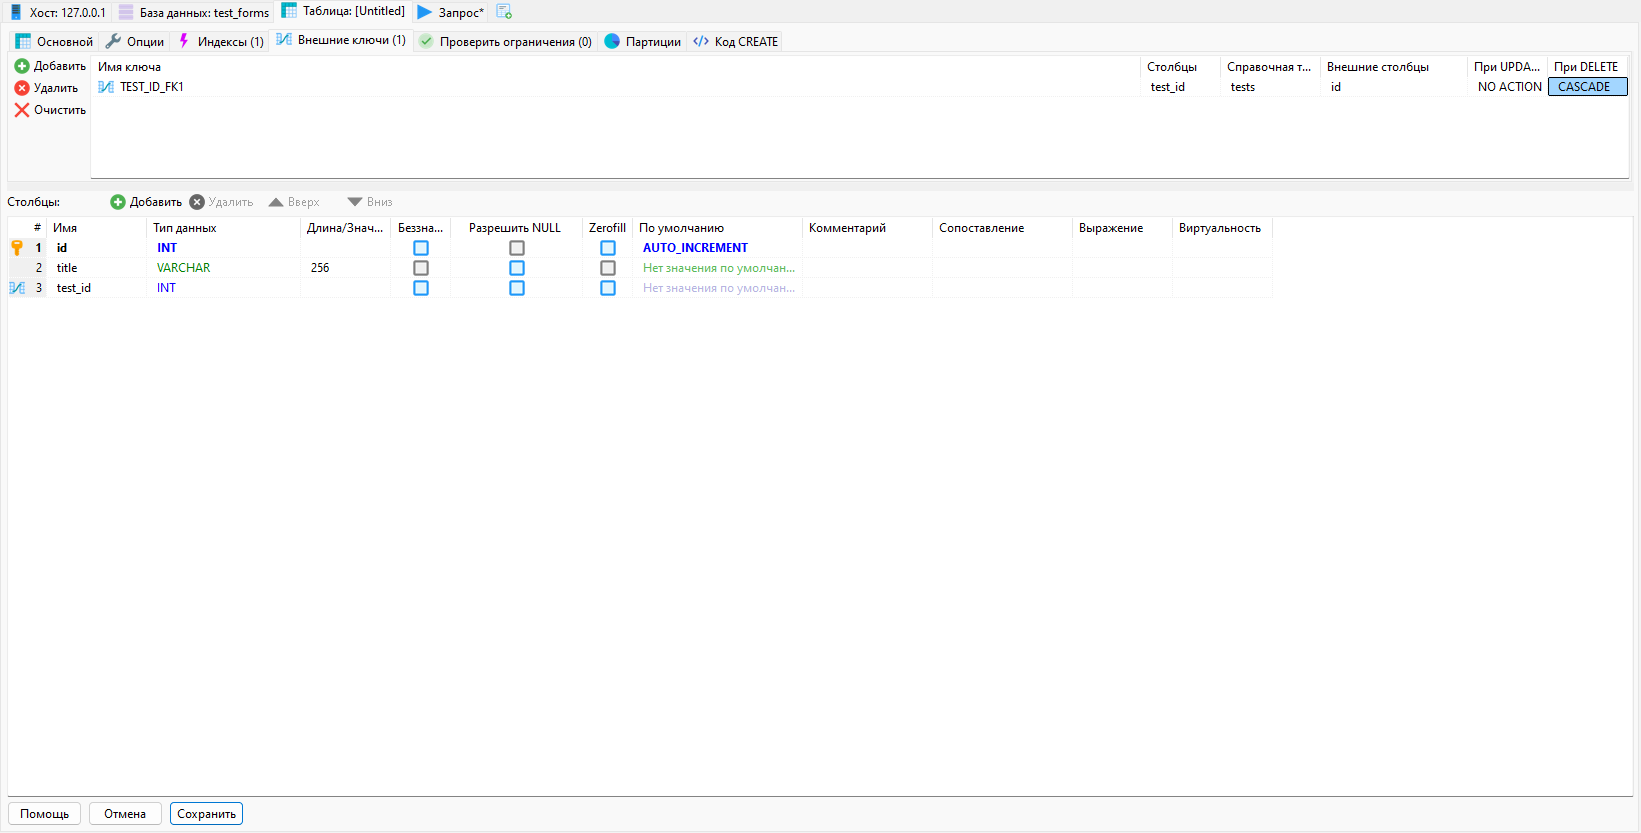 Хост: 127.0.0.1 База данных: test_forms Таблица: [Untitled] Запрос*
Основной Опции Индексы (1) Внешние ключи (1) Проверить ограничения (0) Партиции Код CREATE
Добавить
Удалить
Очистить
Имя ключа Столбцы Справочная т... Внешние столбцы При UPDA... При DELETE
TEST_ID_FK1 test_id tests id NO ACTION CASCADE
Столбцы: Добавить Удалить Вверх Вниз
# Имя Тип данных Длина/Знач... Беззна... Разрешить NULL Zerofill По умолчанию Комментарий Сопоставление Выражение Виртуальность
1 id INT AUTO_INCREMENT
2 title VARCHAR 256 Нет значения по умолчан...
3 test_id INT Нет значения по умолчан...
Помощь Отмена Сохранить